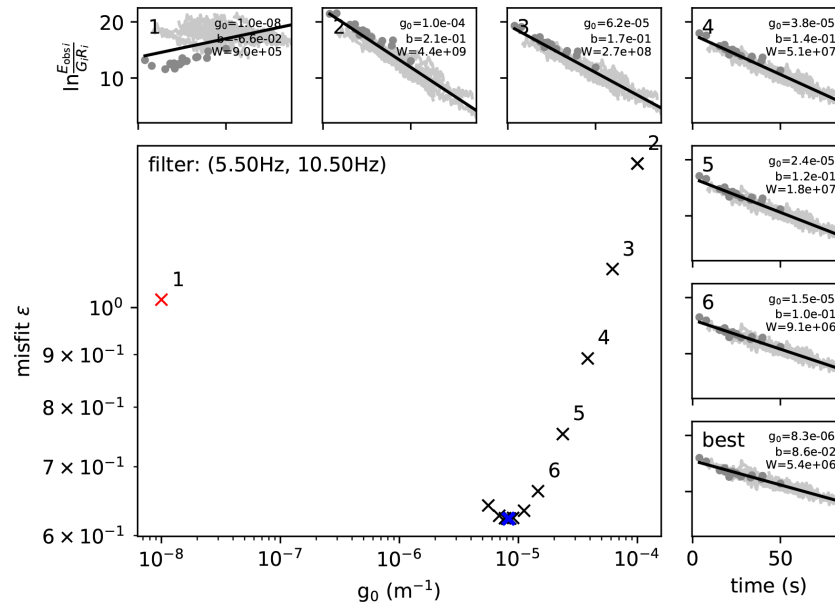 20
10
ln E_obs i / G_i R_i
1
g₀=1.0e-08
b=-6.6e-02
W=9.0e+05
2
g₀=1.0e-04
b=2.1e-01
W=4.4e+09
3
g₀=6.2e-05
b=1.7e-01
W=2.7e+08
4
g₀=3.8e-05
b=1.4e-01
W=5.1e+07
filter: (5.50Hz, 10.50Hz)
2
3
1
4
5
6
misfit ε
10⁰
9 × 10⁻¹
8 × 10⁻¹
7 × 10⁻¹
6 × 10⁻¹
10⁻⁸
10⁻⁷
10⁻⁶
10⁻⁵
10⁻⁴
g₀ (m⁻¹)
5
g₀=2.4e-05
b=1.2e-01
W=1.8e+07
6
g₀=1.5e-05
b=1.0e-01
W=9.1e+06
best
g₀=8.3e-06
b=8.6e-02
W=5.4e+06
0
50
time (s)